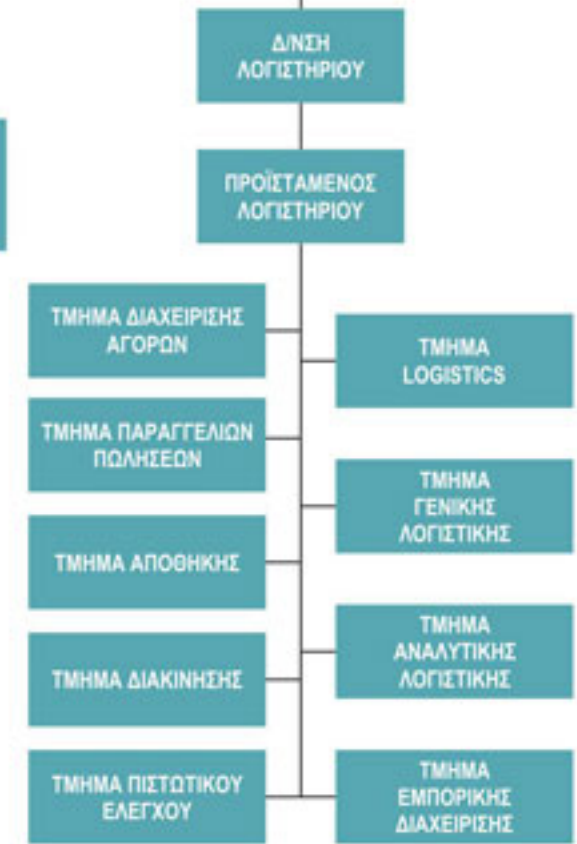 Δ/ΝΣΗ
ΛΟΓΙΣΤΗΡΙΟΥ
ΠΡΟΪΣΤΑΜΕΝΟΣ
ΛΟΓΙΣΤΗΡΙΟΥ
ΤΜΗΜΑ ΔΙΑΧΕΙΡΙΣΗΣ
ΑΓΟΡΩΝ
ΤΜΗΜΑ
LOGISTICS
ΤΜΗΜΑ ΠΑΡΑΓΓΕΛΙΩΝ
ΠΩΛΗΣΕΩΝ
ΤΜΗΜΑ
ΓΕΝΙΚΗΣ
ΛΟΓΙΣΤΙΚΗΣ
ΤΜΗΜΑ ΑΠΟΘΗΚΗΣ
ΤΜΗΜΑ
ΑΝΑΛΥΤΙΚΗΣ
ΛΟΓΙΣΤΙΚΗΣ
ΤΜΗΜΑ ΔΙΑΚΙΝΗΣΗΣ
ΤΜΗΜΑ ΠΙΣΤΩΤΙΚΟΥ
ΕΛΕΓΧΟΥ
ΤΜΗΜΑ
ΕΜΠΟΡΙΚΗΣ
ΔΙΑΧΕΙΡΙΣΗΣ